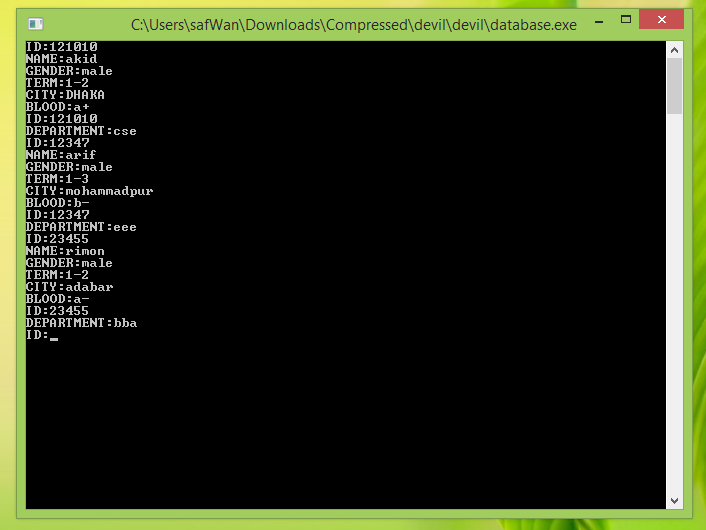 C:\Users\safWan\Downloads\Compressed\devil\devil\database.exe
ID:121010
NAME:akid
GENDER:male
TERM:1-2
CITY:DHAKA
BLOOD:a+
ID:121010
DEPARTMENT:cse
ID:12347
NAME:arif
GENDER:male
TERM:1-3
CITY:mohammadpur
BLOOD:b-
ID:12347
DEPARTMENT:eee
ID:23455
NAME:rimon
GENDER:male
TERM:1-2
CITY:adabar
BLOOD:a-
ID:23455
DEPARTMENT:bba
ID:_